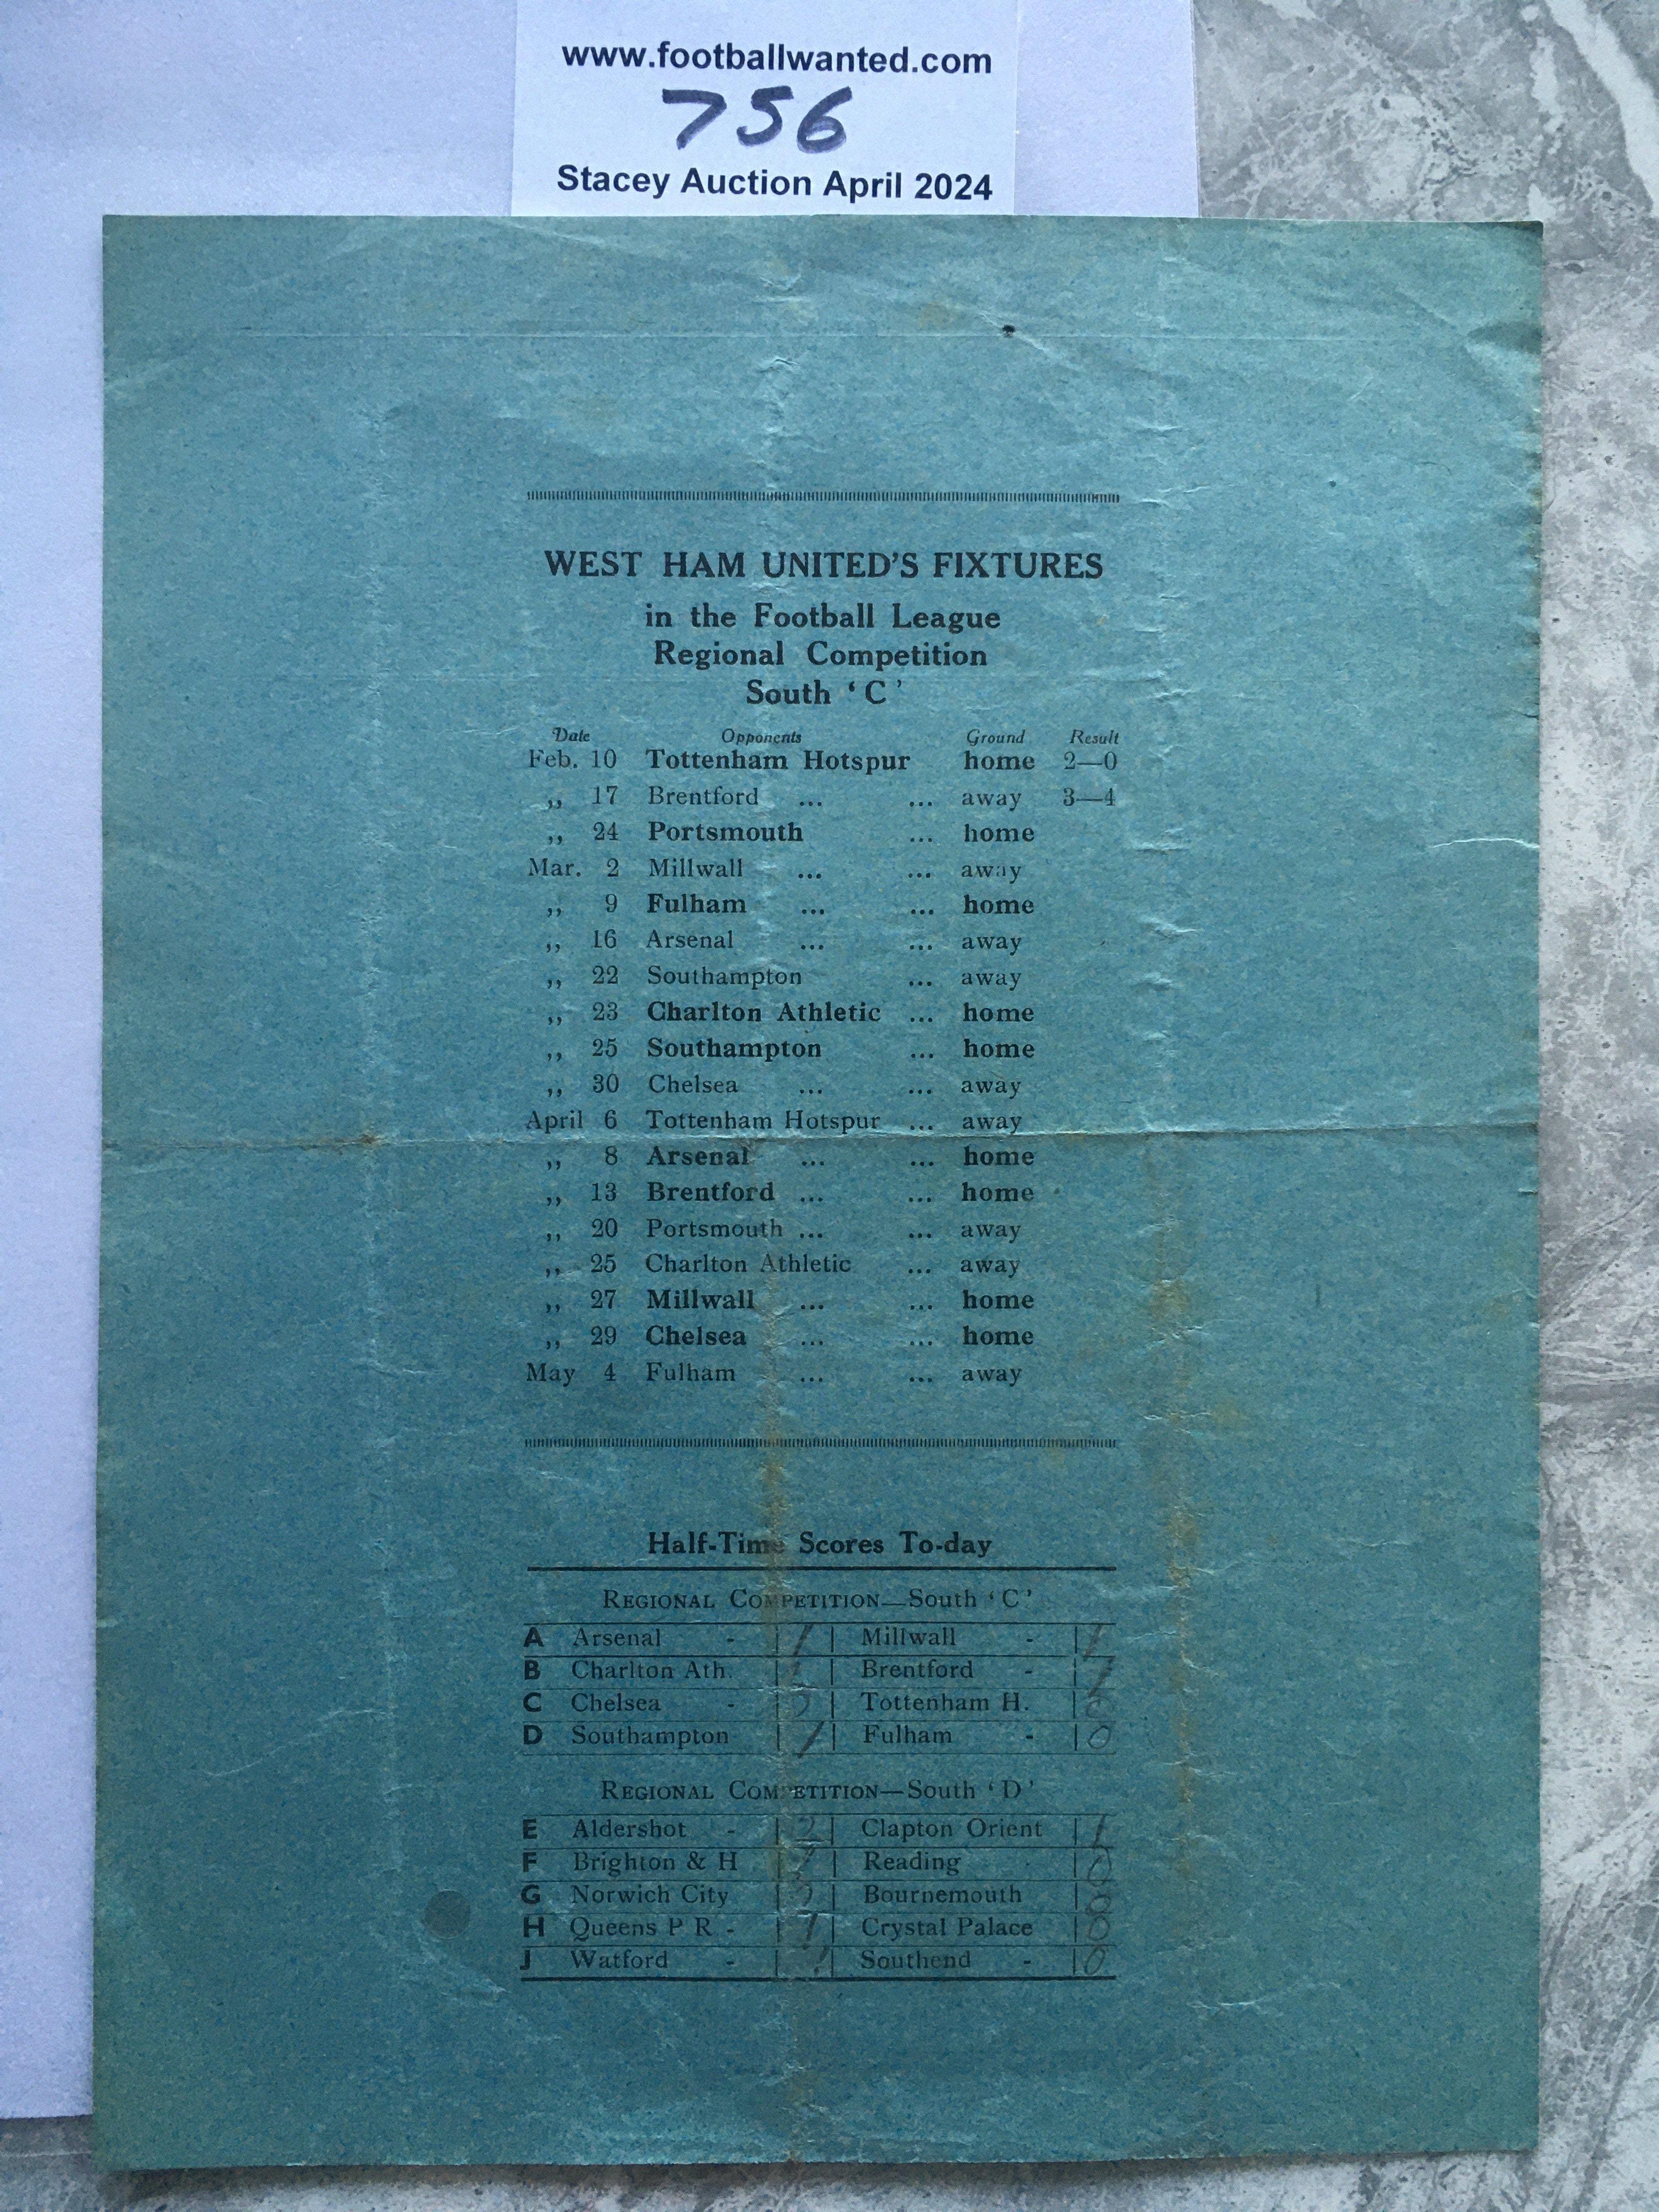 www.footballwanted.com
756
Stacey Auction April 2024
WEST HAM UNITED'S FIXTURES
in the Football League
Regional Competition
South ‘ C ’
Date Opponents Ground Result
Feb. 10 Tottenham Hotspur home 2—0
,, 17 Brentford ... ... away 3—4
,, 24 Portsmouth ... home
Mar. 2 Millwall ... ... away
,, 9 Fulham ... ... home
,, 16 Arsenal ... ... away
,, 22 Southampton ... away
,, 23 Charlton Athletic ... home
,, 25 Southampton ... home
,, 30 Chelsea ... ... away
April 6 Tottenham Hotspur ... away
,, 8 Arsenal ... ... home
,, 13 Brentford ... ... home
,, 20 Portsmouth ... ... away
,, 25 Charlton Athletic ... away
,, 27 Millwall ... ... home
,, 29 Chelsea ... ... home
May 4 Fulham ... ... away
Half-Time Scores To-day
REGIONAL COMPETITION—South ‘ C ’
A Arsenal - 1 Millwall - 1
B Charlton Ath. Brentford -
C Chelsea - Tottenham H.
D Southampton 1 Fulham - 0
REGIONAL COMPETITION—South ‘ D ’
E Aldershot - 2 Clapton Orient 1
F Brighton & H Reading 0
G Norwich City Bournemouth 0
H Queens P R - 1 Crystal Palace 0
J Watford - 1 Southend - 0